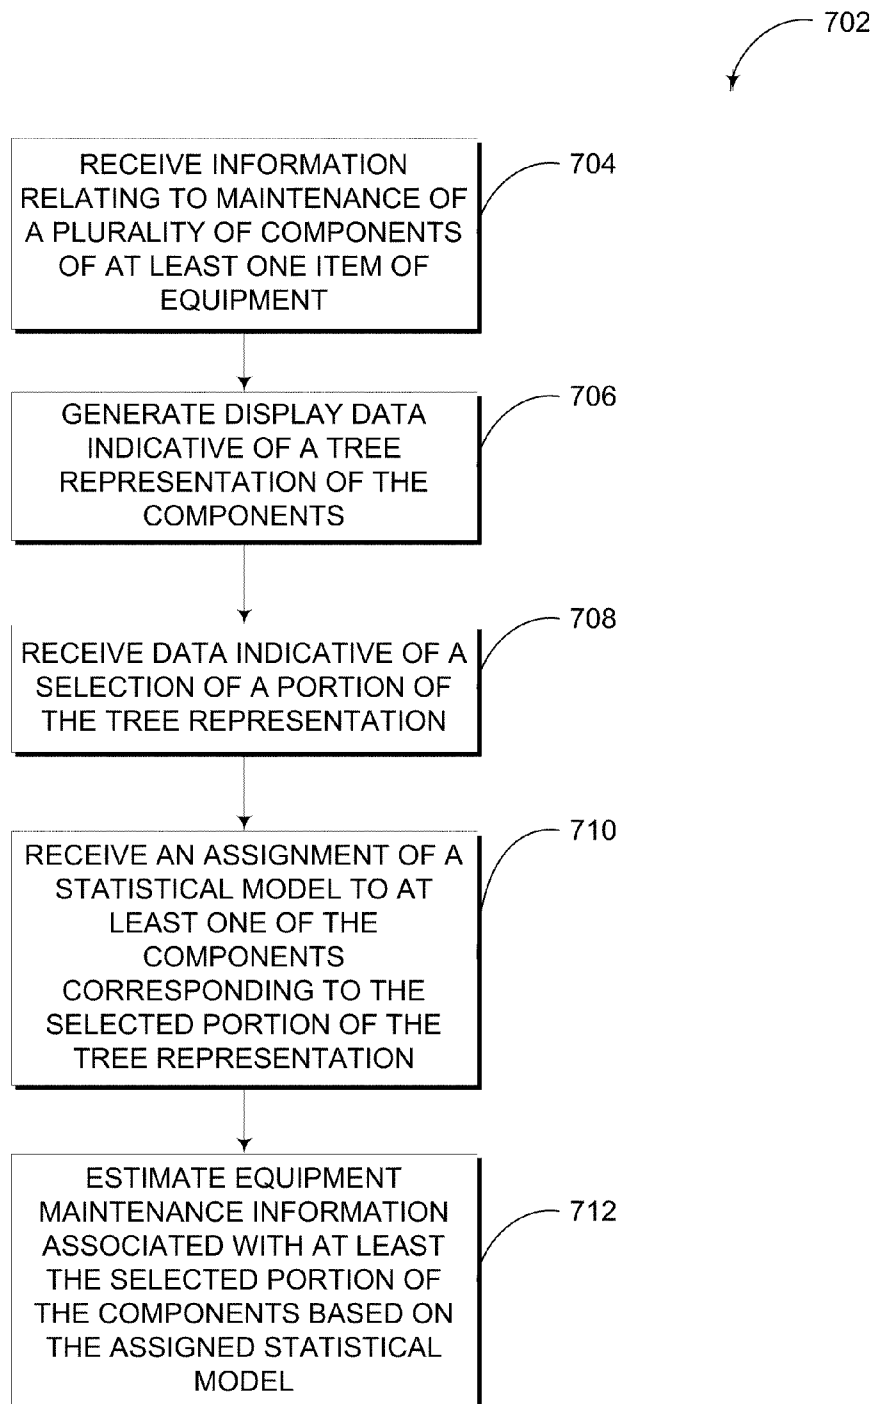 702
RECEIVE INFORMATION
RELATING TO MAINTENANCE OF
A PLURALITY OF COMPONENTS
OF AT LEAST ONE ITEM OF
EQUIPMENT
704
GENERATE DISPLAY DATA
INDICATIVE OF A TREE
REPRESENTATION OF THE
COMPONENTS
706
RECEIVE DATA INDICATIVE OF A
SELECTION OF A PORTION OF
THE TREE REPRESENTATION
708
RECEIVE AN ASSIGNMENT OF A
STATISTICAL MODEL TO AT
LEAST ONE OF THE
COMPONENTS
CORRESPONDING TO THE
SELECTED PORTION OF THE
TREE REPRESENTATION
710
ESTIMATE EQUIPMENT
MAINTENANCE INFORMATION
ASSOCIATED WITH AT LEAST
THE SELECTED PORTION OF
THE COMPONENTS BASED ON
THE ASSIGNED STATISTICAL
MODEL
712